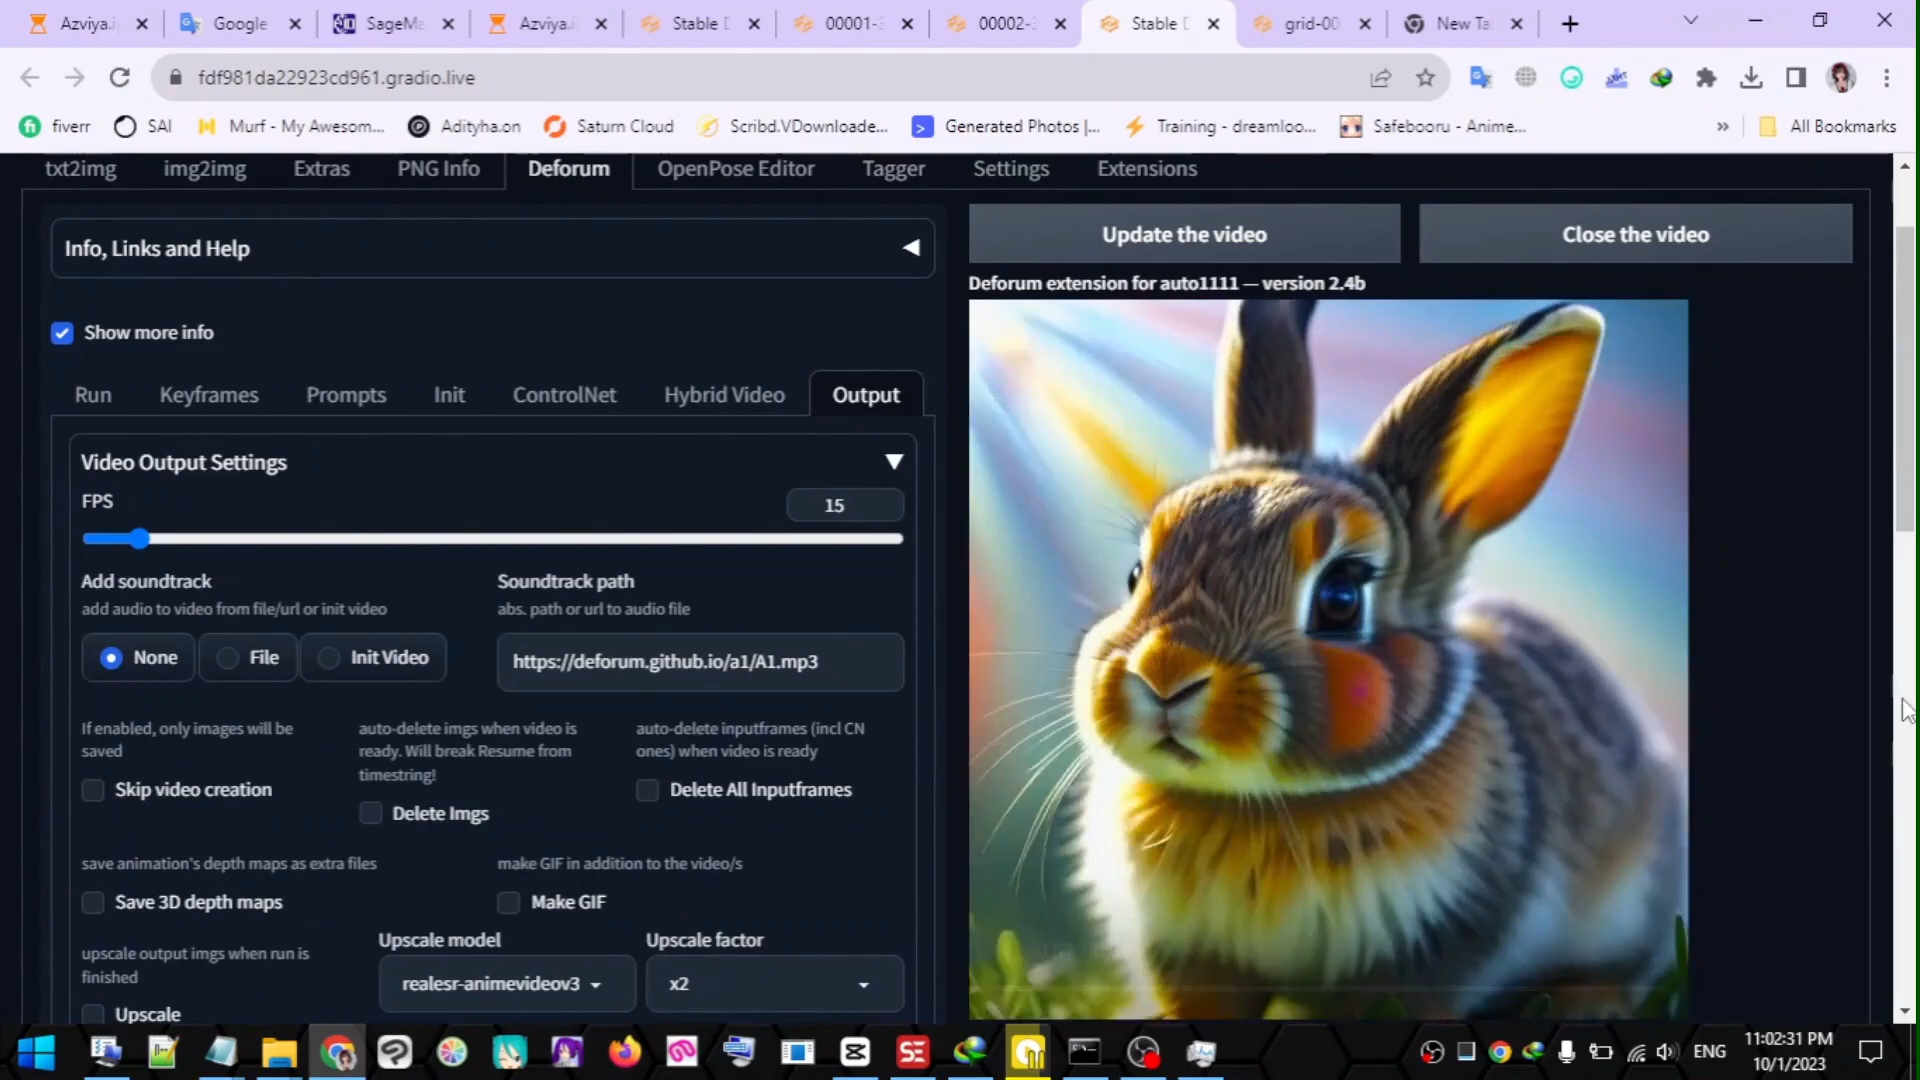 Azviya.i
Google
SageMa
Azviya.i
Stable D
00001-3
00002-3
Stable D
grid-00
New Ta
fdf981da22923cd961.gradio.live
fiverr
SAI
Murf - My Awesom...
Adityha.on
Saturn Cloud
Scribd.VDownloade...
Generated Photos |...
Training - dreamloo...
Safebooru - Anime...
»
All Bookmarks
txt2img
img2img
Extras
PNG Info
Deforum
OpenPose Editor
Tagger
Settings
Extensions
Info, Links and Help
Update the video
Close the video
Deforum extension for auto1111 — version 2.4b
Show more info
Run
Keyframes
Prompts
Init
ControlNet
Hybrid Video
Output
Video Output Settings
FPS
15
Add soundtrack
add audio to video from file/url or init video
None
File
Init Video
Soundtrack path
abs. path or url to audio file
https://deforum.github.io/a1/A1.mp3
If enabled, only images will be
saved
Skip video creation
auto-delete imgs when video is
ready. Will break Resume from
timestring!
Delete Imgs
auto-delete inputframes (incl CN
ones) when video is ready
Delete All Inputframes
save animation's depth maps as extra files
Save 3D depth maps
make GIF in addition to the video/s
Make GIF
upscale output imgs when run is
finished
Upscale
Upscale model
realesr-animevideov3
Upscale factor
x2
SE
ENG
11:02:31 PM
10/1/2023